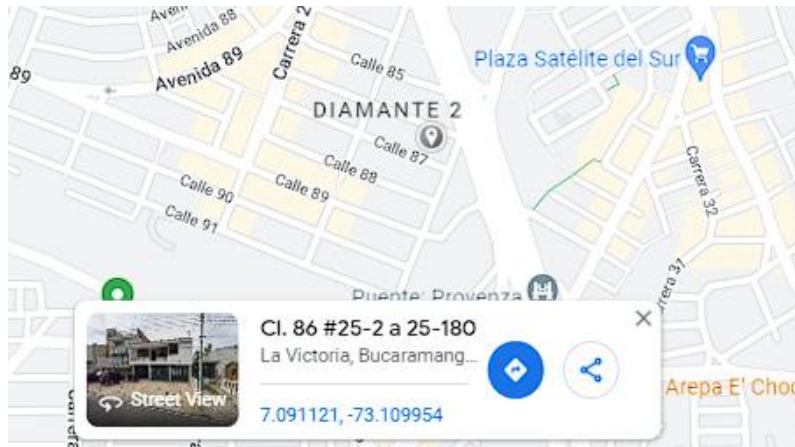 Avenida 88
Avenida 89
89
Carrera 2
Calle 85
Plaza Satélite del Sur
DIAMANTE 2
Calle 87
Calle 88
Calle 89
Calle 90
Calle 91
Carrera 32
Puente: Provenza
Cl. 86 #25-2 a 25-180
La Victoria, Bucaramang...
Street View
7.091121, -73.109954
Arepa E' Choc